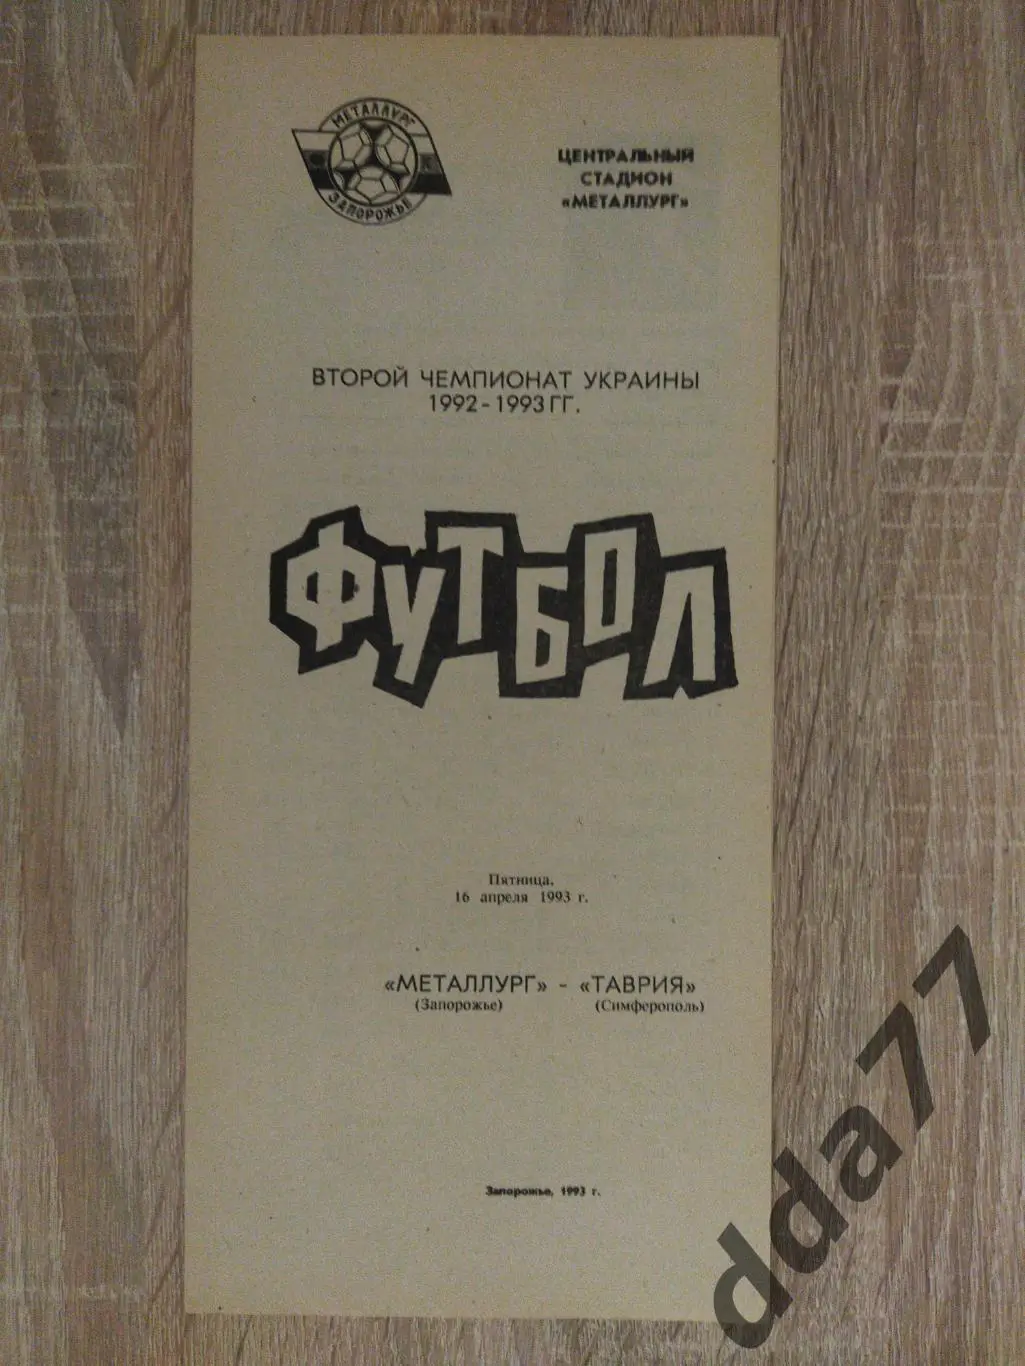 МЕТАЛЛУРГ
ЗАПОРОЖЬЕ
ЦЕНТРАЛЬНЫЙ
СТАДИОН
«МЕТАЛЛУРГ»
ВТОРОЙ ЧЕМПИОНАТ УКРАИНЫ
1992-1993 ГГ.
ФУТБОЛ
Пятница,
16 апреля 1993 г.
«МЕТАЛЛУРГ» - «ТАВРИЯ»
(Запорожье) (Симферополь)
Запорожье, 1993 г.
dda77